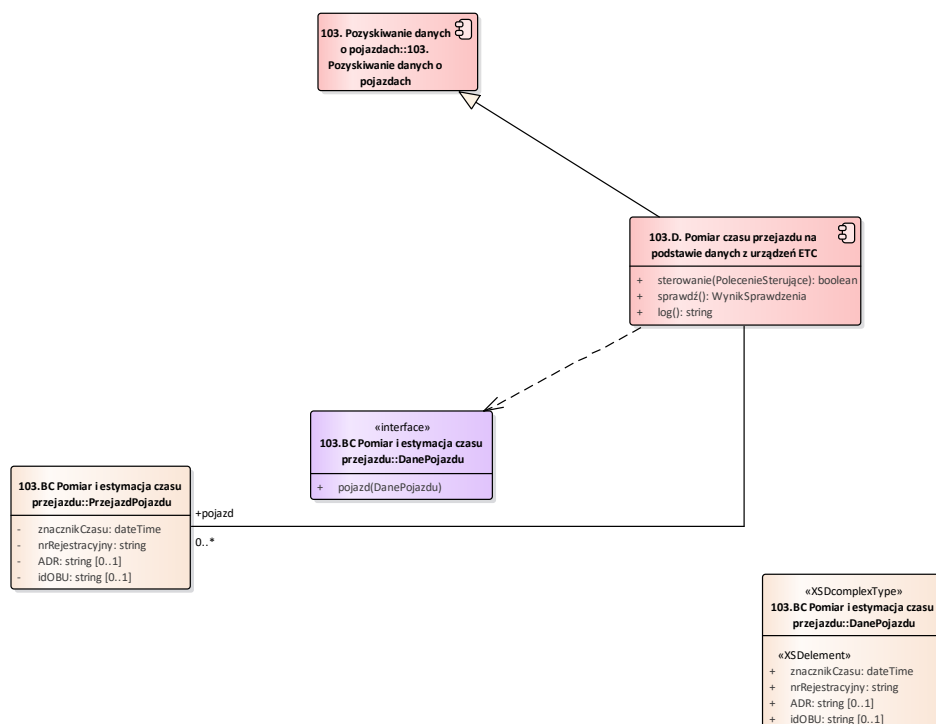 103. Pozyskiwanie danych
o pojazdach::103.
Pozyskiwanie danych o
pojazdach
103.D. Pomiar czasu przejazdu na
podstawie danych z urządzeń ETC
+ sterowanie(PolecenieSterujące): boolean
+ sprawdź(): WynikSprawdzenia
+ log(): string
«interface»
103.BC Pomiar i estymacja czasu
przejazdu::DanePojazdu
+ pojazd(DanePojazdu)
103.BC Pomiar i estymacja czasu
przejazdu::PrzejazdPojazdu
- znacznikCzasu: dateTime
- nrRejestracyjny: string
- ADR: string [0..1]
- idOBU: string [0..1]
+pojazd
0..*
«XSDcomplexType»
103.BC Pomiar i estymacja czasu
przejazdu::DanePojazdu
«XSDelement»
+ znacznikCzasu: dateTime
+ nrRejestracyjny: string
+ ADR: string [0..1]
+ idOBU: string [0..1]